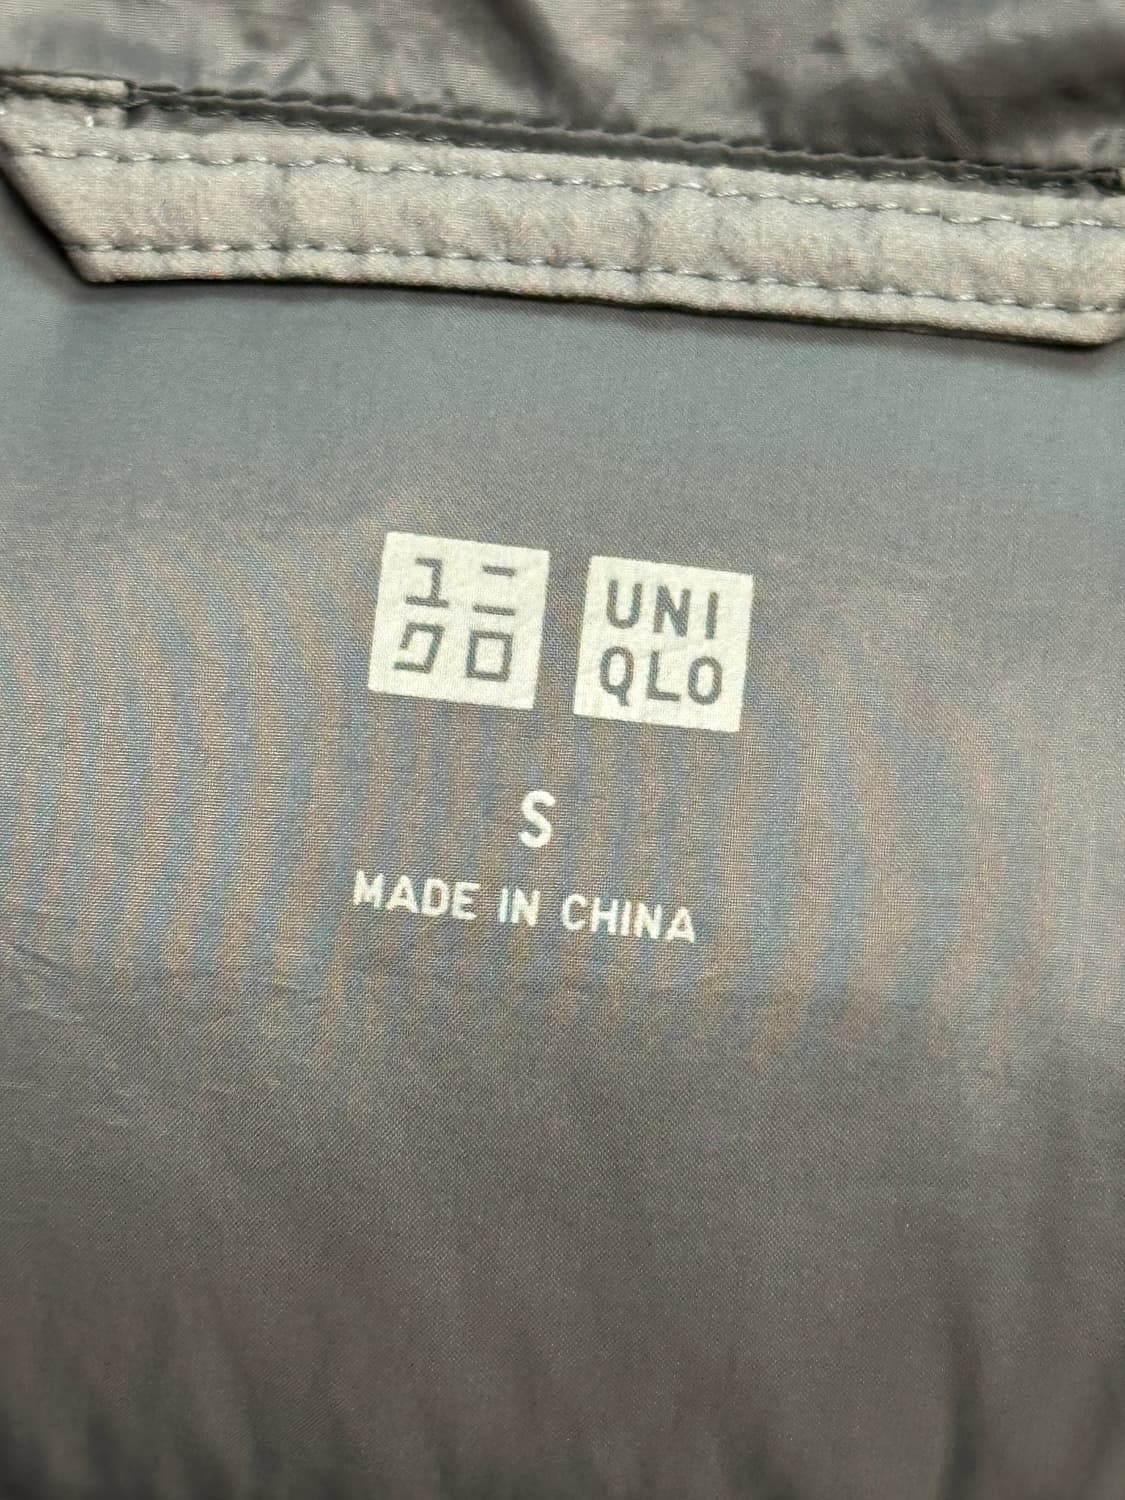 ユニ
クロ
UNI
QLO
S
MADE IN CHINA